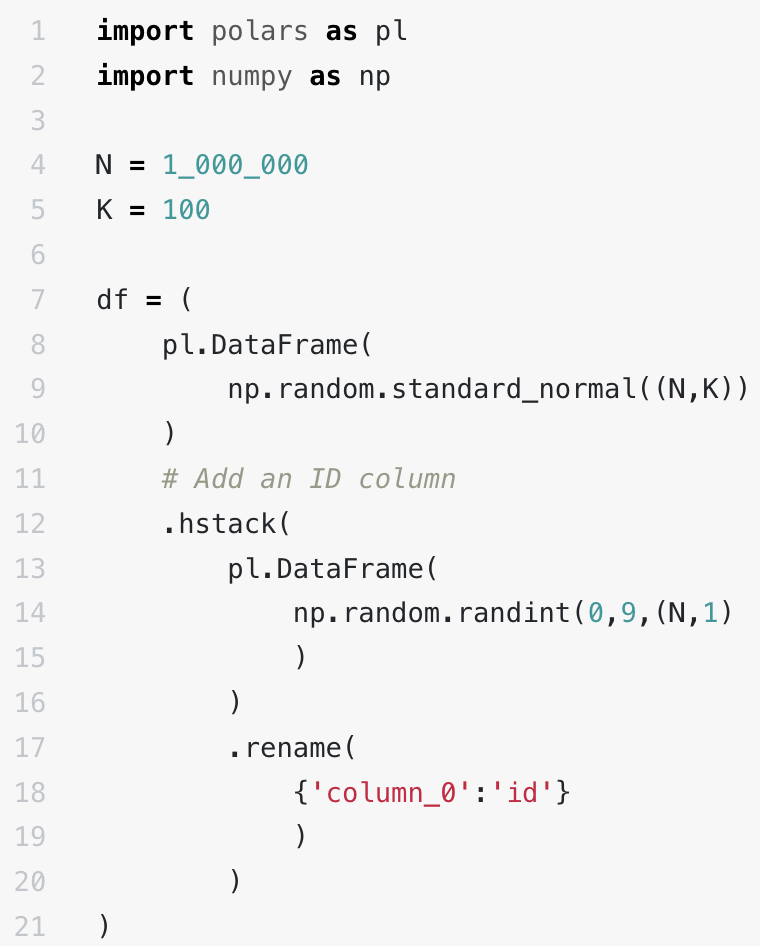 1 import polars as pl
2 import numpy as np
3
4 N = 1_000_000
5 K = 100
6
7 df = (
8     pl.DataFrame(
9         np.random.standard_normal((N,K))
10     )
11     # Add an ID column
12     .hstack(
13         pl.DataFrame(
14             np.random.randint(0,9,(N,1)
15             )
16         )
17         .rename(
18             {'column_0':'id'}
19             )
20         )
21 )